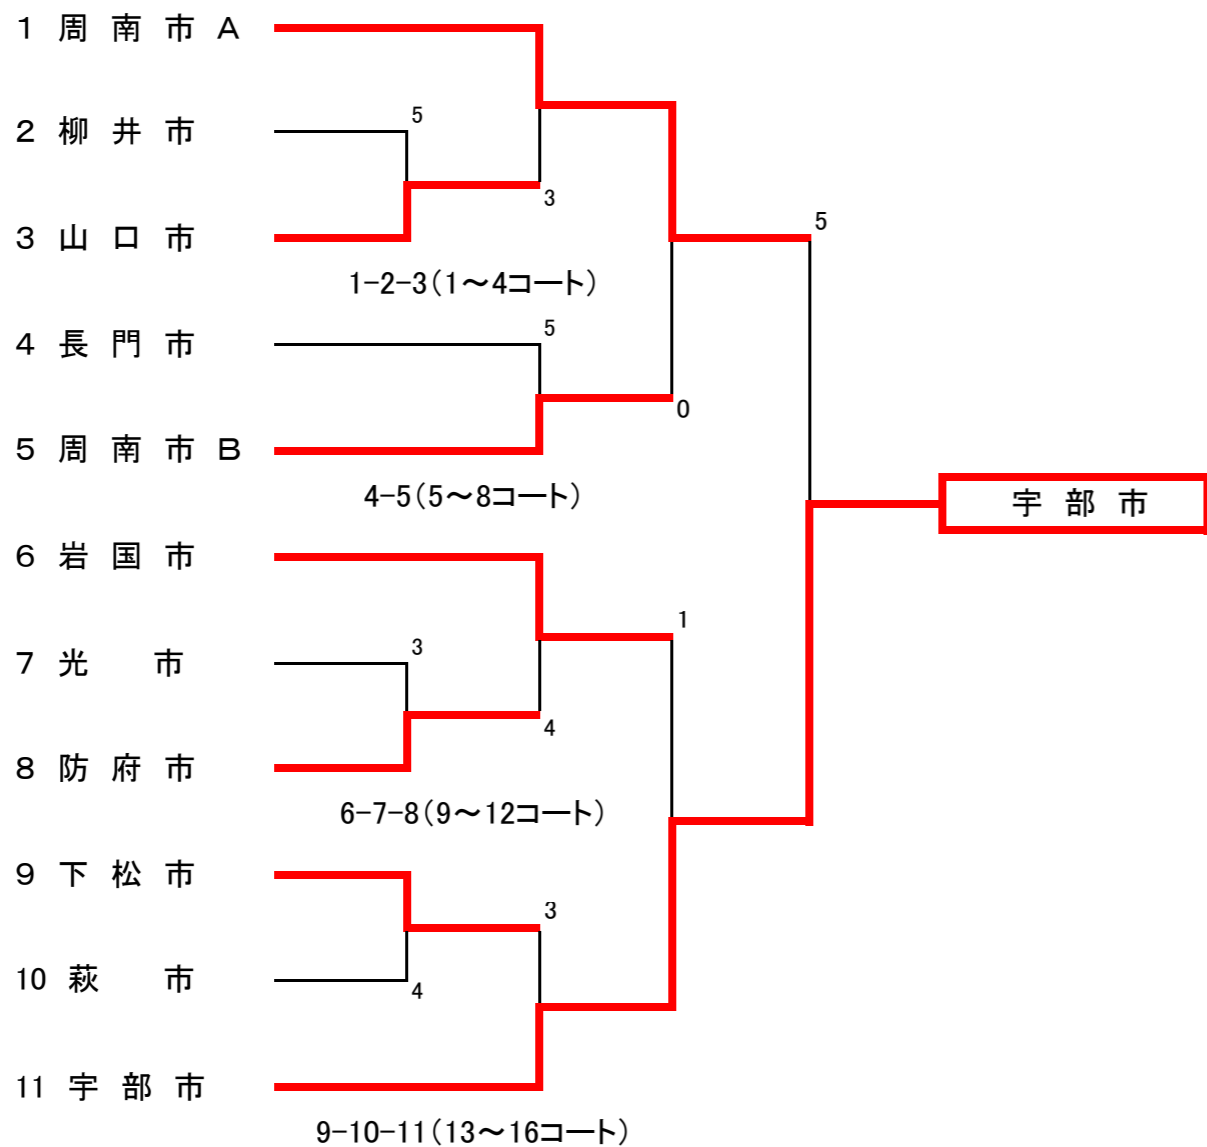 1 周南市A
5
2 柳井市
3
3 山口市
5
1-2-3(1～4コート)
4 長門市
5
0
5 周南市B
4-5(5～8コート)
宇部市
6 岩国市
1
7 光市
3
4
8 防府市
6-7-8(9～12コート)
9 下松市
3
10 萩市
4
11 宇部市
9-10-11(13～16コート)